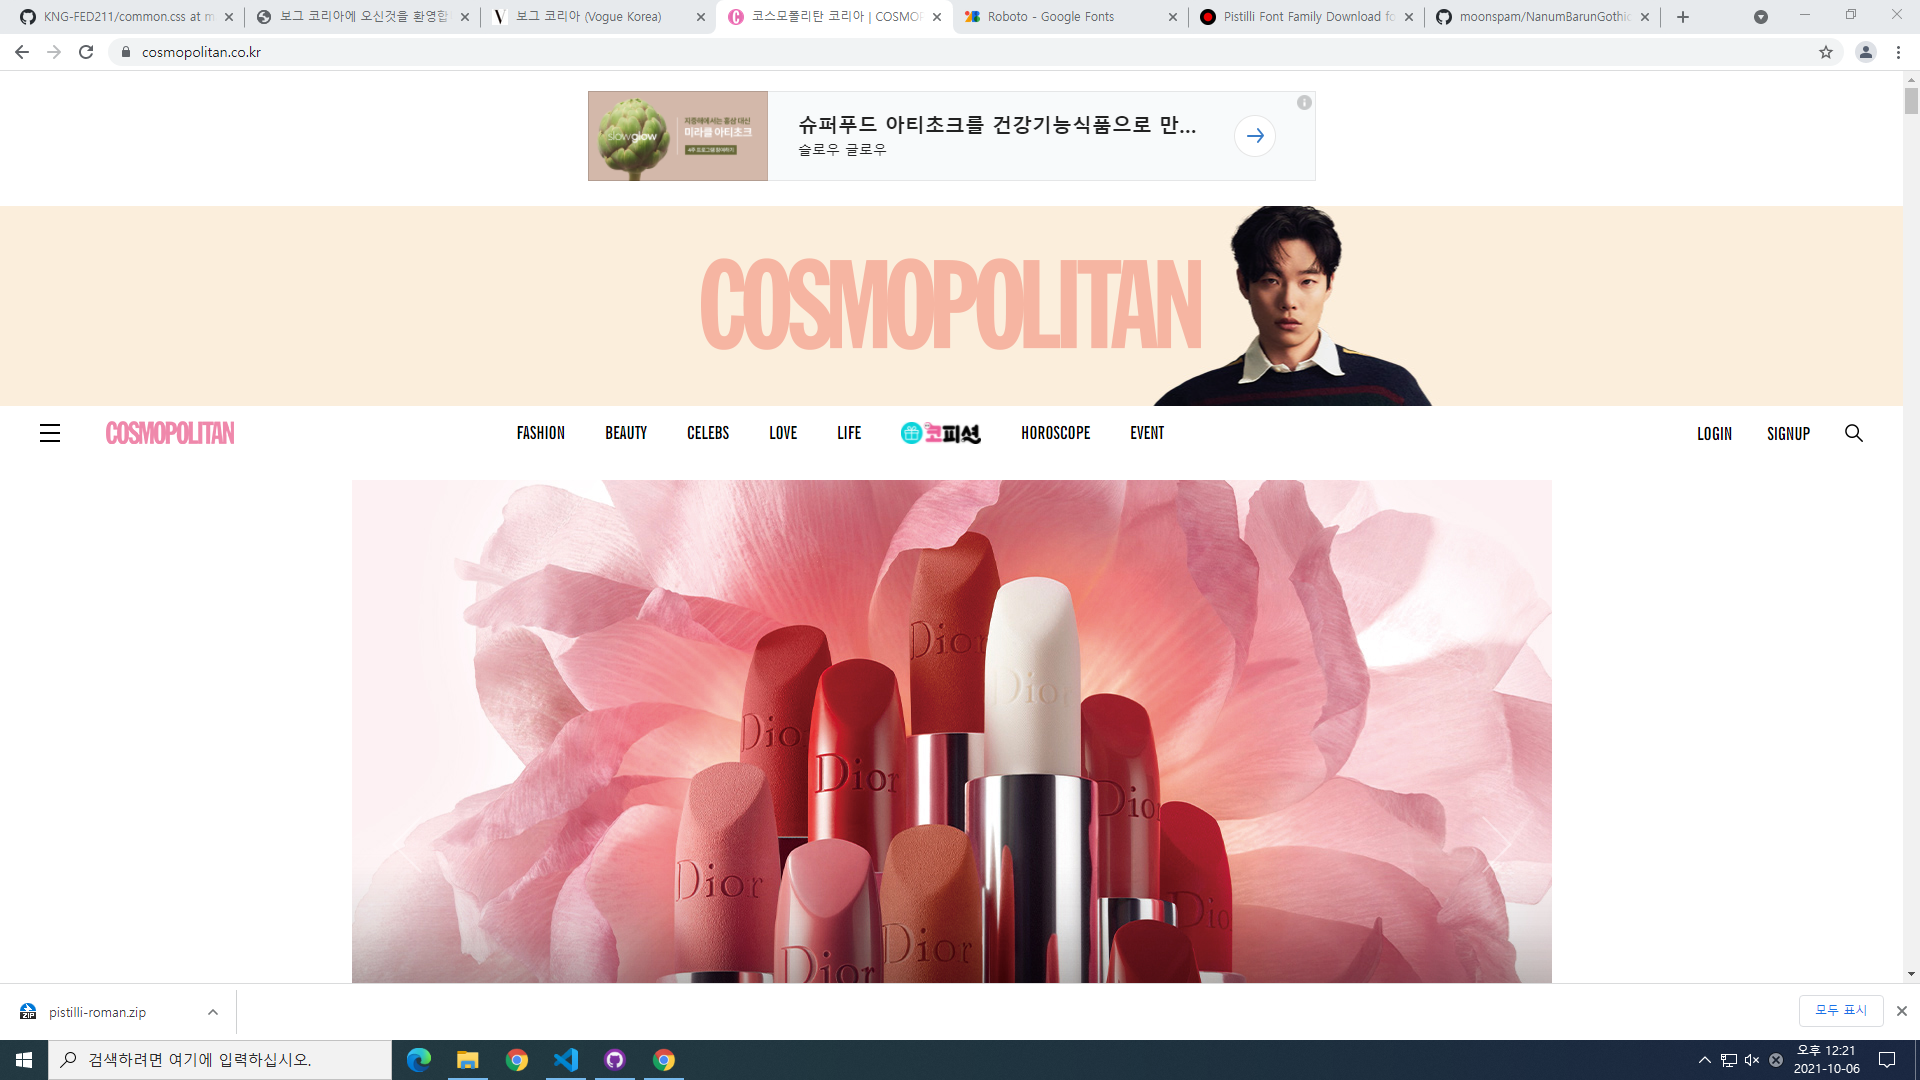 KNG-FED211/common.css at m
보그 코리아에 오신것을 환영합
보그 코리아 (Vogue Korea)
코스모폴리탄 코리아 | COSMOP
Roboto - Google Fonts
Pistilli Font Family Download fo
moonspam/NanumBarunGothic
cosmopolitan.co.kr
slowglow
미라클 아티초크
슈퍼푸드 아티초크를 건강기능식품으로 만...
슬로우 글로우
COSMOPOLITAN
COSMOPOLITAN
FASHION BEAUTY CELEBS LOVE LIFE 코피션 HOROSCOPE EVENT
LOGIN SIGNUP
Dior
Dior
Dior
Dior
Dior
Dior
Dior
Dior
Dior
pistilli-roman.zip
모두 표시
검색하려면 여기에 입력하십시오.
오후 12:21
2021-10-06